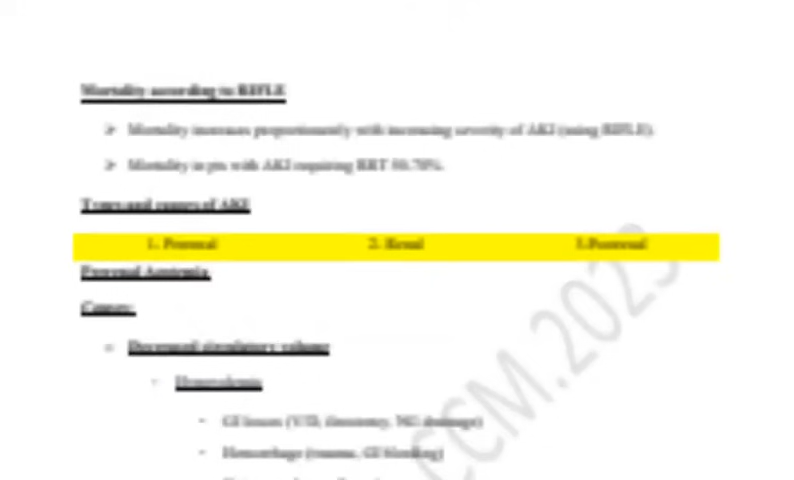 Mortality according to RIFLE
➢ Mortality increases proportionately with increasing severity of AKI (using RIFLE).
➢ Mortality in pts with AKI requiring RRT 50-70%.
Types and causes of AKI
1. Prerenal 2. Renal 3.Postrenal
Prerenal Azotemia
Causes:
Decreased circulatory volume
Hypovolemia
GI losses (V/D, ileostomy, NG drainage)
Hemorrhage (trauma, GI bleeding)
CCM.2023